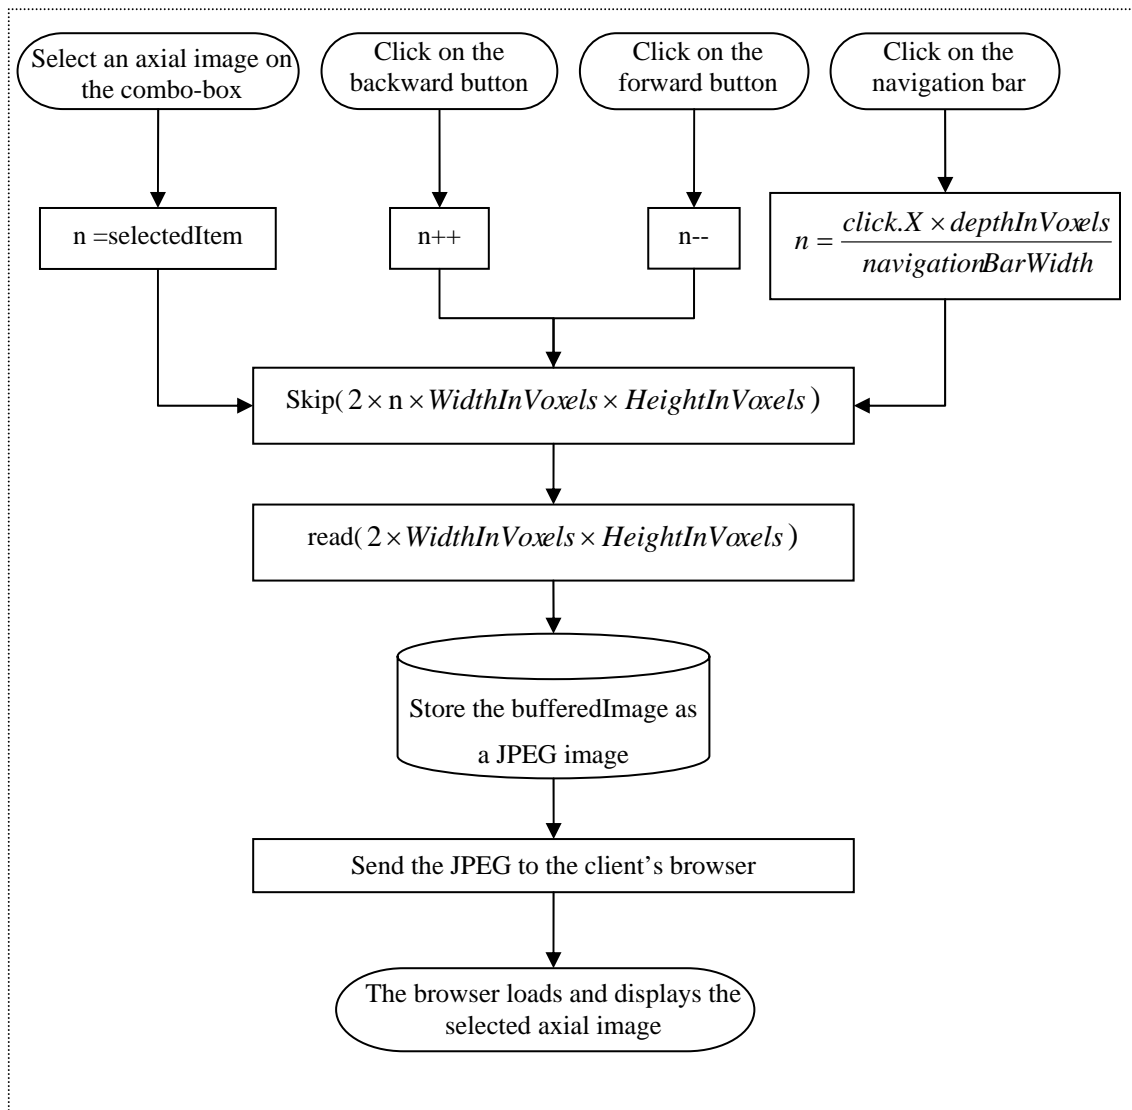 Select an axial image on
the combo-box
Click on the
backward button
Click on the
forward button
Click on the
navigation bar
n =selectedItem
n++
n--
n = click.X × depthInVoxels
navigationBarWidth
Skip( 2 × n × WidthInVoxels × HeightInVoxels )
read( 2 × WidthInVoxels × HeightInVoxels )
Store the bufferedImage as
a JPEG image
Send the JPEG to the client’s browser
The browser loads and displays the
selected axial image